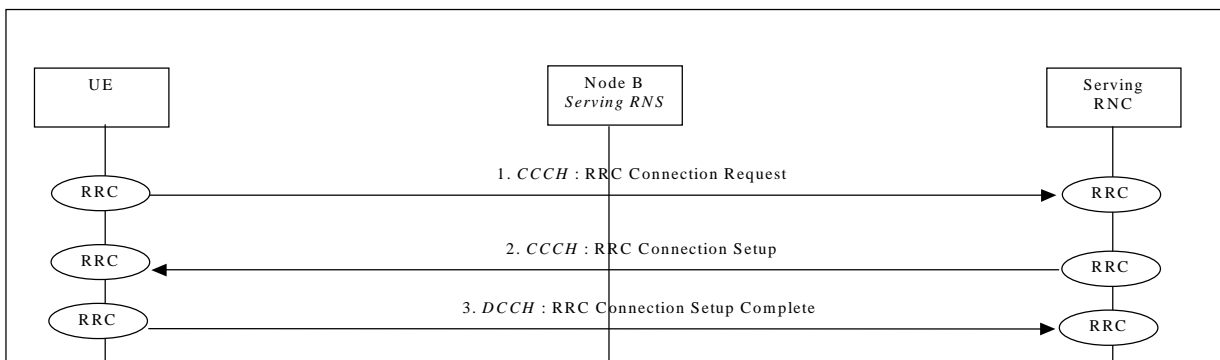 UE
Node B
Serving RNS
Serving
RNC
1. CCCH : RRC Connection Request
RRC
RRC
2. CCCH : RRC Connection Setup
RRC
RRC
3. DCCH : RRC Connection Setup Complete
RRC
RRC